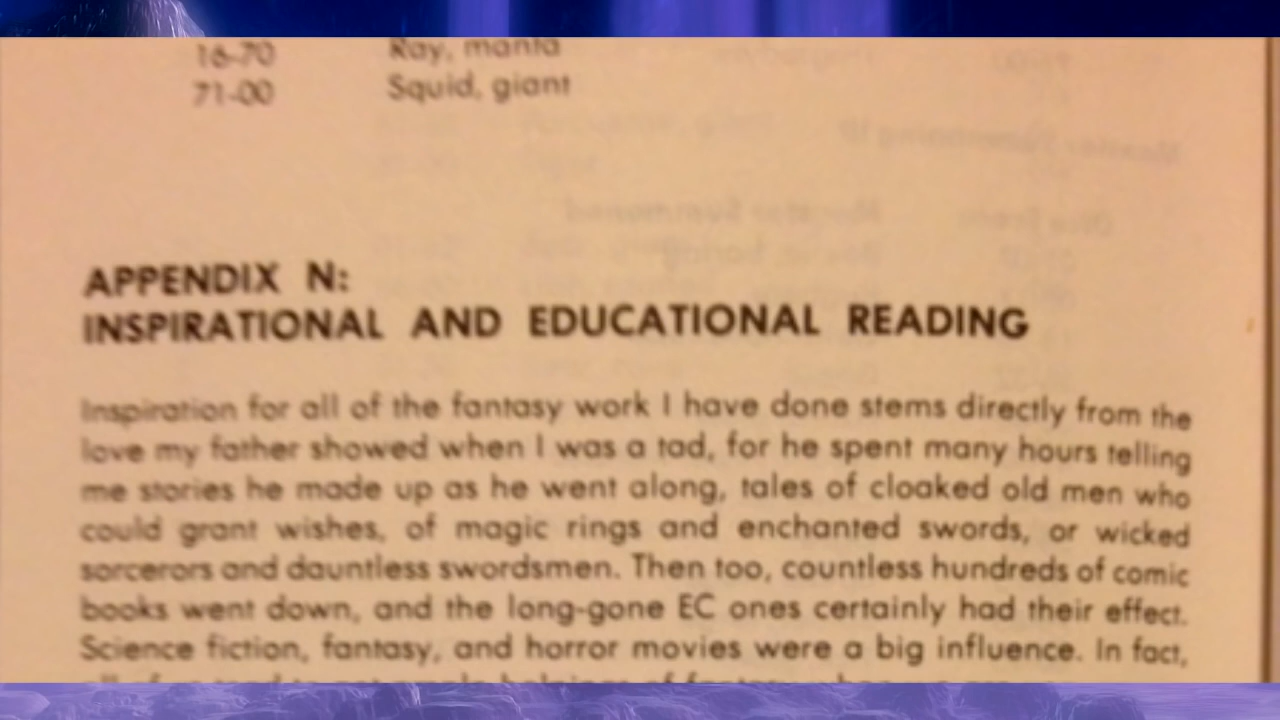 16-70 Ray, manta
71-00 Squid, giant
APPENDIX N:
INSPIRATIONAL AND EDUCATIONAL READING
Inspiration for all of the fantasy work I have done stems directly from the
love my father showed when I was a tad, for he spent many hours telling
me stories he made up as he went along, tales of cloaked old men who
could grant wishes, of magic rings and enchanted swords, or wicked
sorcerors and dauntless swordsmen. Then too, countless hundreds of comic
books went down, and the long-gone EC ones certainly had their effect.
Science fiction, fantasy, and horror movies were a big influence. In fact,